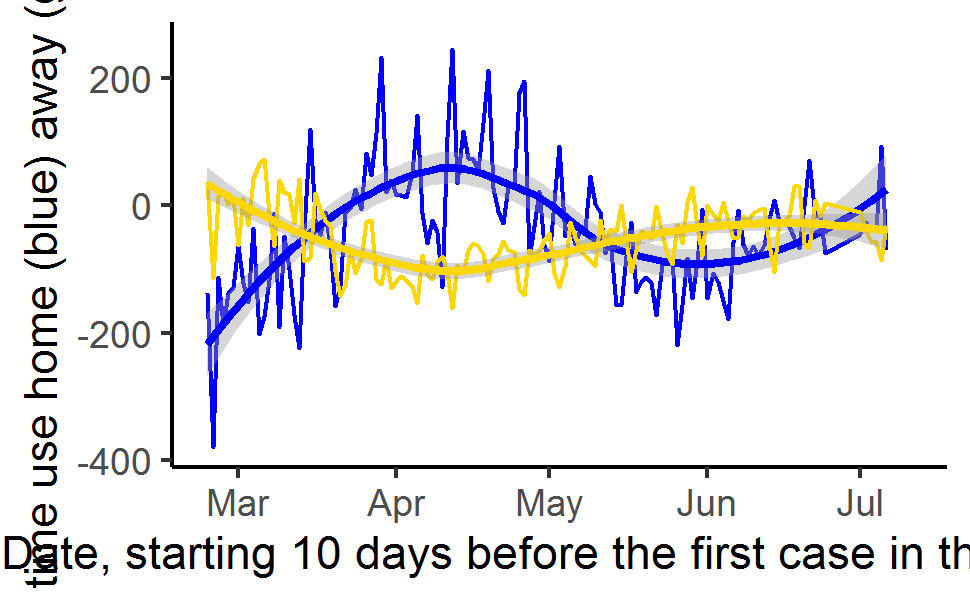 time use home (blue) away (
200
0
-200
-400
Mar Apr May Jun Jul
Date, starting 10 days before the first case in th